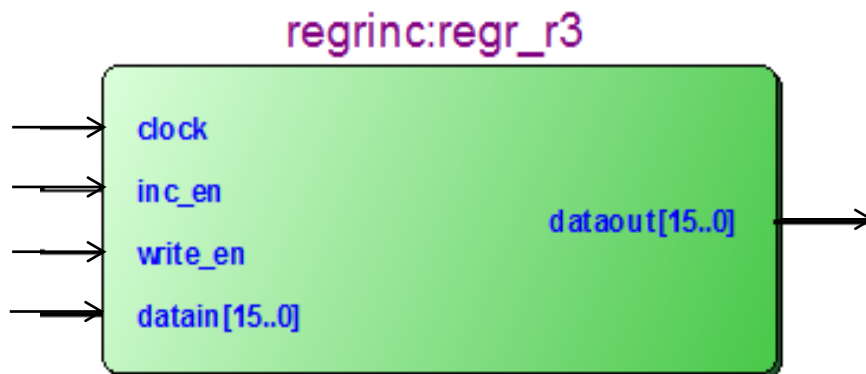 regrinc:regr_r3
clock
inc_en
write_en
datain[15..0]
dataout[15..0]